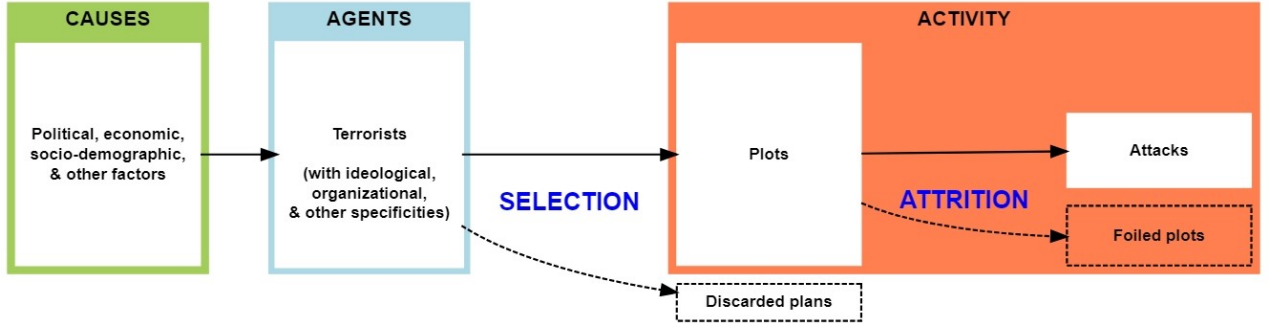 CAUSES
Political, economic,
socio-demographic,
& other factors
AGENTS
Terrorists
(with ideological,
organizational,
& other specificities)
SELECTION
Discarded plans
ACTIVITY
Plots
ATTRITION
Attacks
Foiled plots